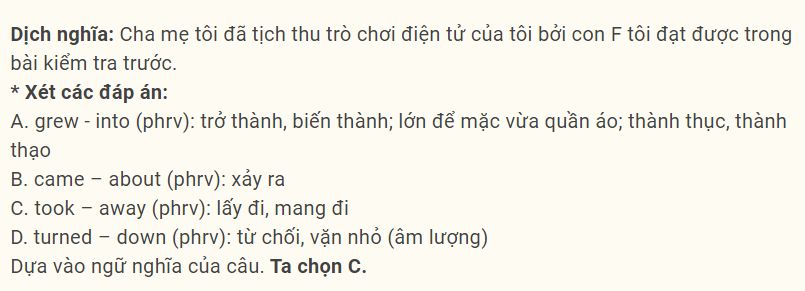 Dịch nghĩa: Cha mẹ tôi đã tịch thu trò chơi điện tử của tôi bởi con F tôi đạt được trong
bài kiểm tra trước.
* Xét các đáp án:
A. grew - into (phrv): trở thành, biến thành; lớn để mặc vừa quần áo; thành thục, thành
thạo
B. came – about (phrv): xảy ra
C. took – away (phrv): lấy đi, mang đi
D. turned – down (phrv): từ chối, vặn nhỏ (âm lượng)
Dựa vào ngữ nghĩa của câu. Ta chọn C.